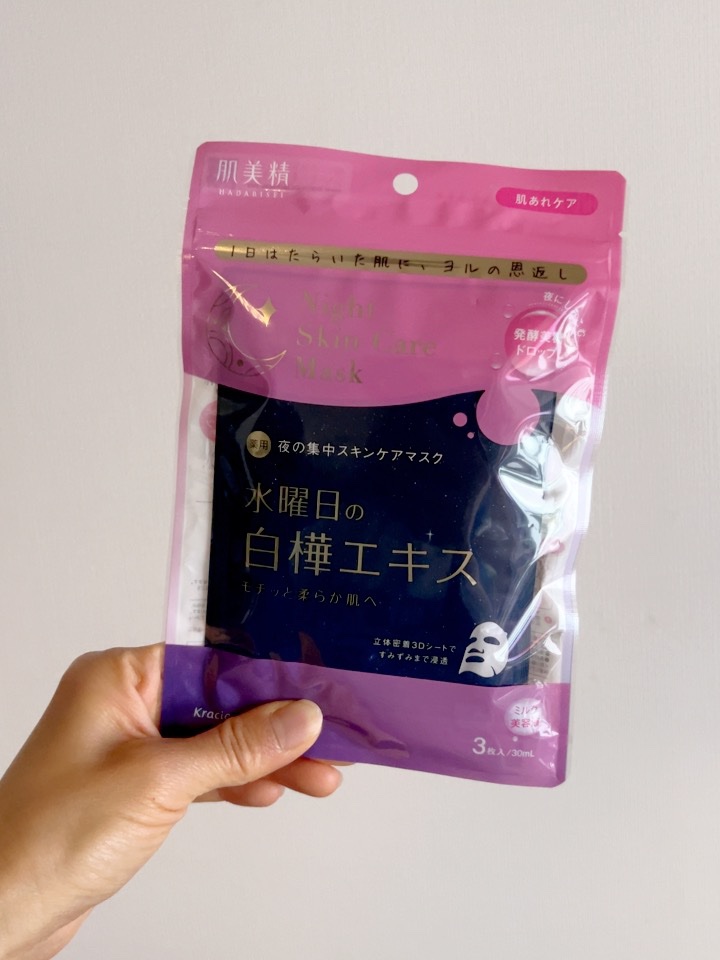 肌美精
HADABISEI
肌あれケア
1日はたらいた肌に、ヨルの恩返し
Night
Skin Care
Mask
ドロップ
薬用 夜の集中スキンケアマスク
水曜日の
白樺エキス
モチッと柔らか肌へ
立体密着3Dシートで
すみずみまで浸透
ミルク
3枚入/30mL